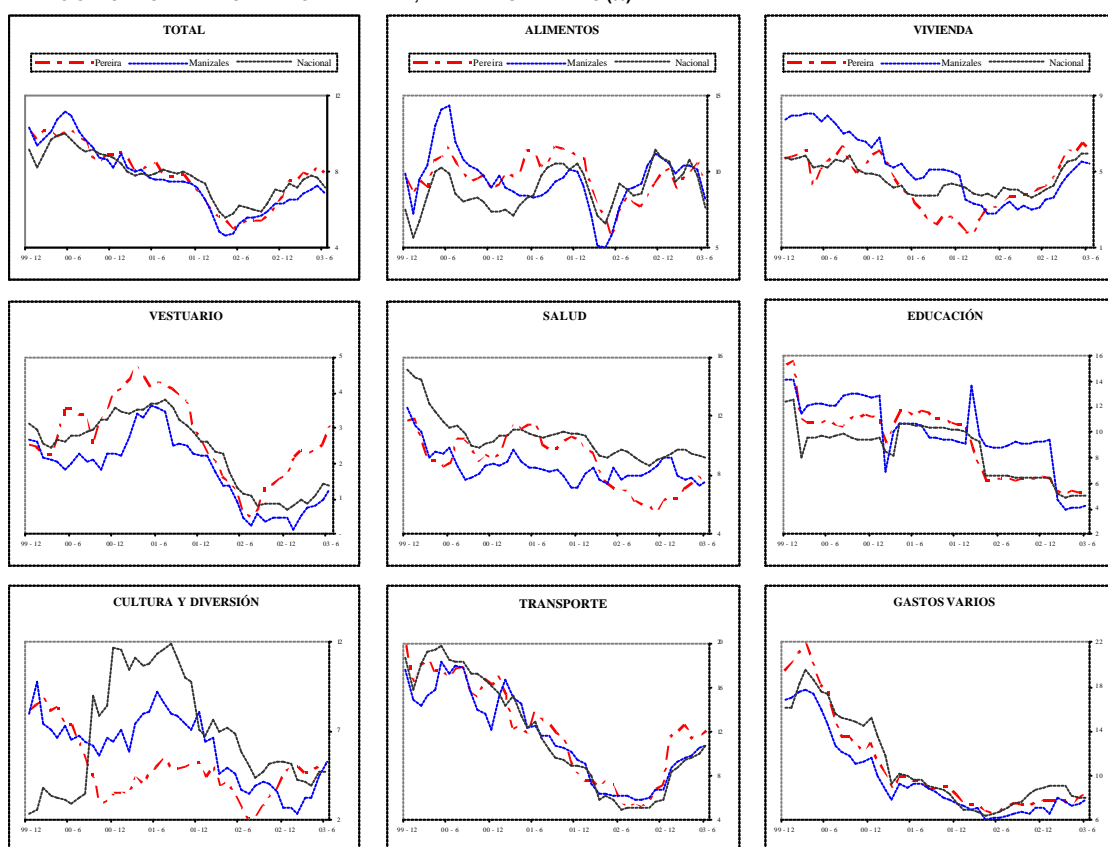 TOTAL
Pereira Manizales Nacional
12
8
4
99 - 12 00 - 6 00 - 12 01 - 6 01 - 12 02 - 6 02 - 12 03 - 6
ALIMENTOS
Pereira Manizales Nacional
15
10
5
99 - 12 00 - 6 00 - 12 01 - 6 01 - 12 02 - 6 02 - 12 03 - 6
VIVIENDA
Pereira Manizales Nacional
9
5
1
99 - 12 00 - 6 00 - 12 01 - 6 01 - 12 02 - 6 02 - 12 03 - 6
VESTUARIO
5
4
3
2
1
-
99 - 12 00 - 6 00 - 12 01 - 6 01 - 12 02 - 6 02 - 12 03 - 6
SALUD
16
12
8
4
99 - 12 00 - 6 00 - 12 01 - 6 01 - 12 02 - 6 02 - 12 03 - 6
EDUCACIÓN
16
14
12
10
8
6
4
2
99 - 12 00 - 6 00 - 12 01 - 6 01 - 12 02 - 6 02 - 12 03 - 6
CULTURA Y DIVERSIÓN
12
7
2
99 - 12 00 - 6 00 - 12 01 - 6 01 - 12 02 - 6 02 - 12 03 - 6
TRANSPORTE
20
16
12
8
4
99 - 12 00 - 6 00 - 12 01 - 6 01 - 12 02 - 6 02 - 12 03 - 6
GASTOS VARIOS
22
18
14
10
6
99 - 12 00 - 6 00 - 12 01 - 6 01 - 12 02 - 6 02 - 12 03 - 6